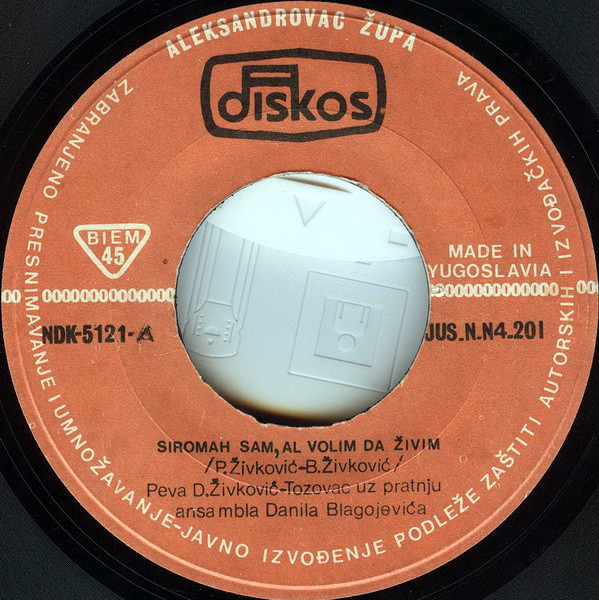 ALEKSANDROVAC ŽUPA
diskos
ZABRANJENO PRESNIMAVANJE I UMNOŽAVANJE-JAVNO IZVOĐENJE PODLEŽE ZAŠTITI AUTORSKIH I IZVOĐAČKIH PRAVA
BIEM
45
MADE IN
YUGOSLAVIA
NDK-5121-A
JUS.N.N4.201
SIROMAH SAM, AL VOLIM DA ŽIVIM
/P.Živković-B.Živković/
Peva D.Živković-Tozovac uz pratnju
ansambla Danila Blagojevića